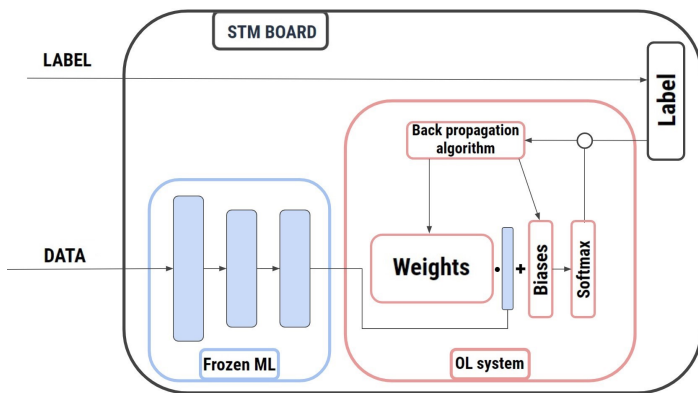 STM BOARD
LABEL
Label
Back propagation
algorithm
DATA
Weights
•
+
Biases
Softmax
Frozen ML
OL system